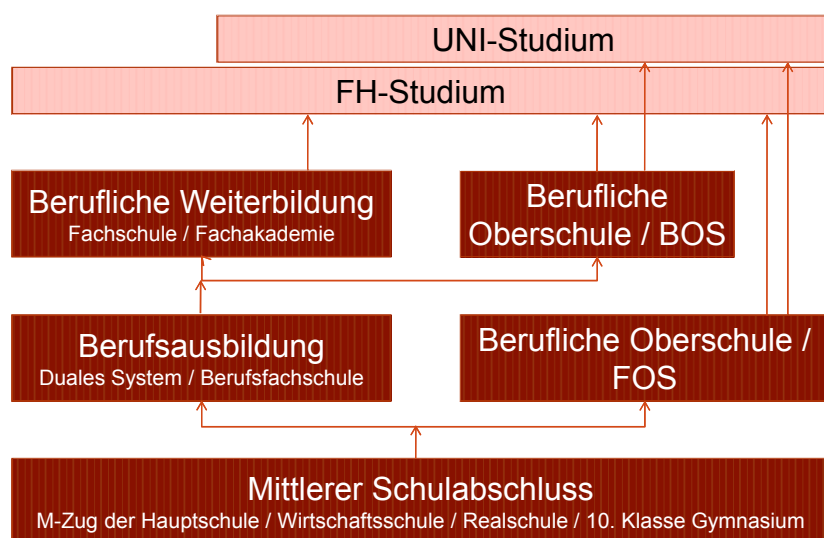 UNI-Studium
FH-Studium
Berufliche Weiterbildung
Fachschule / Fachakademie
Berufliche
Oberschule / BOS
Berufsausbildung
Duales System / Berufsfachschule
Berufliche Oberschule /
FOS
Mittlerer Schulabschluss
M-Zug der Hauptschule / Wirtschaftsschule / Realschule / 10. Klasse Gymnasium